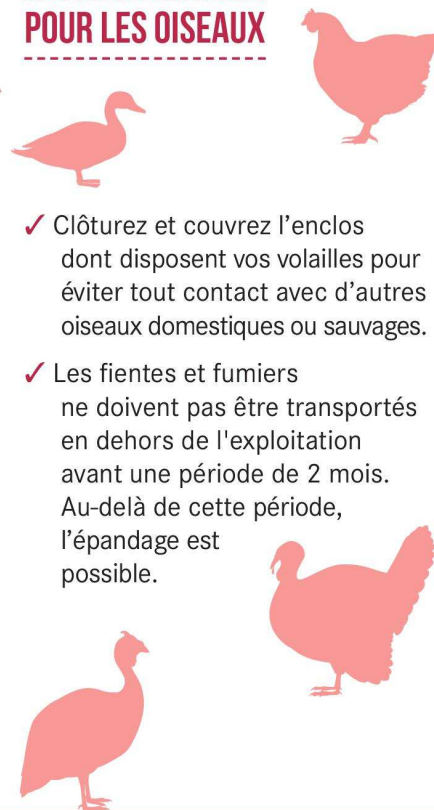 POUR LES OISEAUX
✓ Clôturez et couvrez l’enclos
dont disposent vos volailles pour
éviter tout contact avec d’autres
oiseaux domestiques ou sauvages.
✓ Les fientes et fumiers
ne doivent pas être transportés
en dehors de l'exploitation
avant une période de 2 mois.
Au-delà de cette période,
l’épandage est
possible.